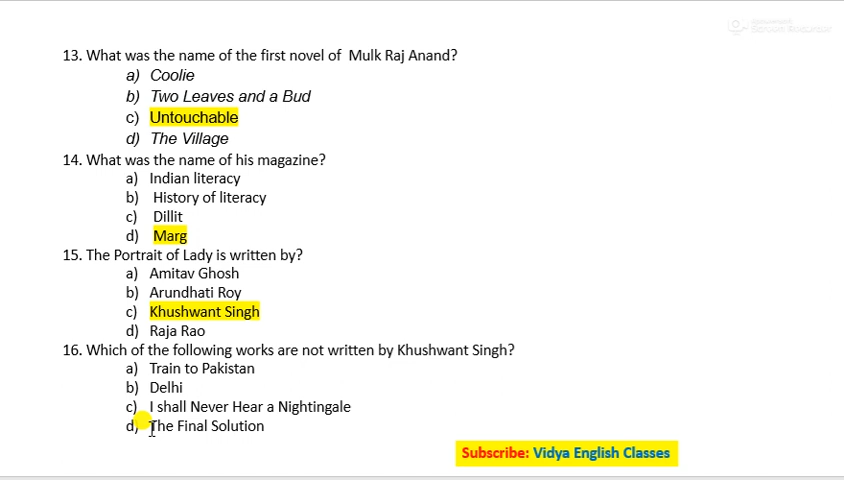 13. What was the name of the first novel of Mulk Raj Anand?
a) Coolie
b) Two Leaves and a Bud
c) Untouchable
d) The Village
14. What was the name of his magazine?
a) Indian literacy
b) History of literacy
c) Dillit
d) Marg
15. The Portrait of Lady is written by?
a) Amitav Ghosh
b) Arundhati Roy
c) Khushwant Singh
d) Raja Rao
16. Which of the following works are not written by Khushwant Singh?
a) Train to Pakistan
b) Delhi
c) I shall Never Hear a Nightingale
d) The Final Solution
Subscribe: Vidya English Classes